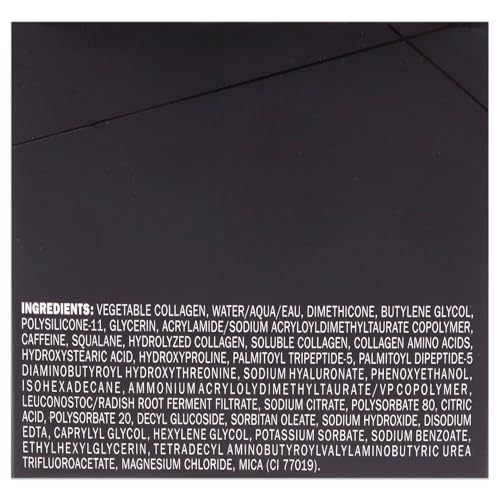 INGREDIENTS: VEGETABLE COLLAGEN, WATER/AQUA/EAU, DIMETHICONE, BUTYLENE GLYCOL,
POLYSILICONE-11, GLYCERIN, ACRYLAMIDE/SODIUM ACRYLOYLDIMETHYLTAURATE COPOLYMER,
CAFFEINE, SQUALANE, HYDROLYZED COLLAGEN, SOLUBLE COLLAGEN, COLLAGEN AMINO ACIDS,
HYDROXYSTEARIC ACID, HYDROXYPROLINE, PALMITOYL TRIPEPTIDE-5, PALMITOYL DIPEPTIDE-5
DIAMINOBUTYROYL HYDROXYTHREONINE, SODIUM HYALURONATE, PHENOXYETHANOL,
ISOHEXADECANE, AMMONIUM ACRYLOLYDIMETHYLTAURATE/VP COPOLYMER,
LEUCONOSTOC/RADISH ROOT FERMENT FILTRATE, SODIUM CITRATE, POLYSORBATE 80, CITRIC
ACID, POLYSORBATE 20, DECYL GLUCOSIDE, SORBITAN OLEATE, SODIUM HYDROXIDE, DISODIUM
EDTA, CAPRYLYL GLYCOL, HEXYLENE GLYCOL, POTASSIUM SORBATE, SODIUM BENZOATE,
ETHYLHEXYLGLYCERIN, TETRADECYL AMINOBUTYROYLVALYLAMINOBUTYRIC UREA
TRIFLUOROACETATE, MAGNESIUM CHLORIDE, MICA (CI 77019).